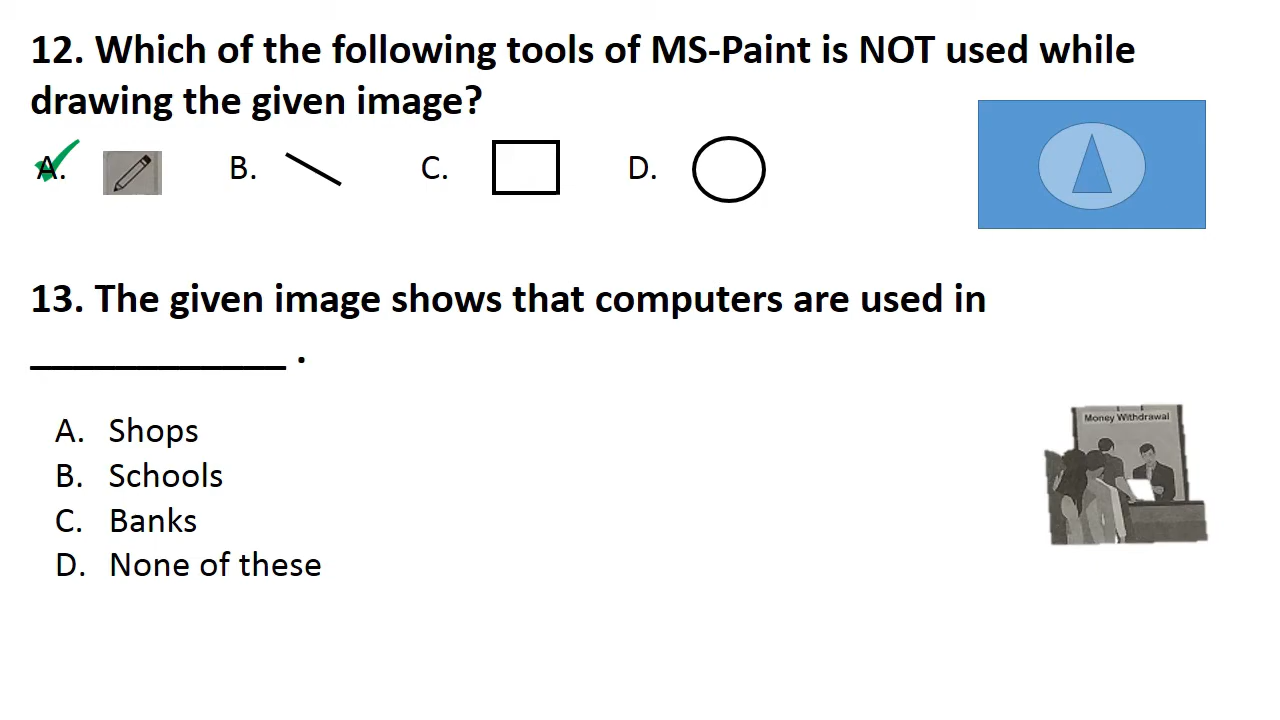 12. Which of the following tools of MS-Paint is NOT used while
drawing the given image?
A. B. C. D.
13. The given image shows that computers are used in
____________ .
Money Withdrawal
A. Shops
B. Schools
C. Banks
D. None of these